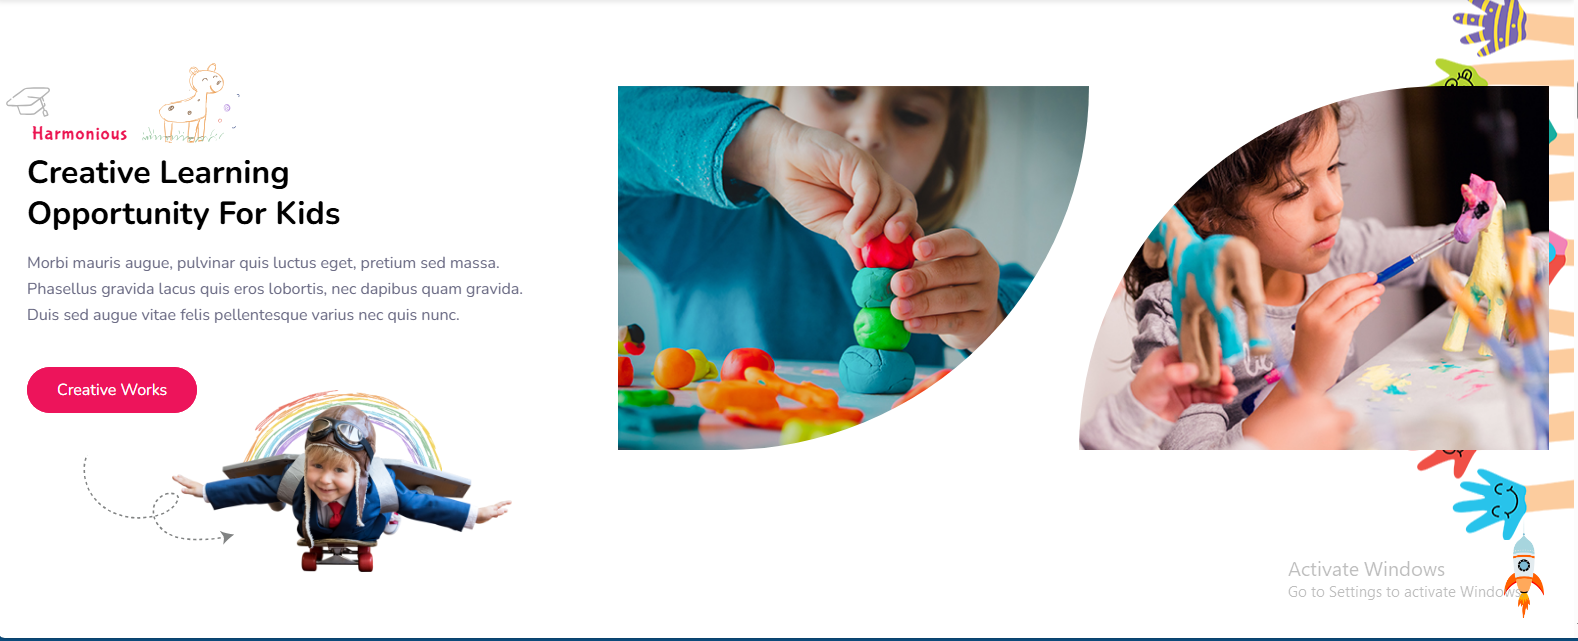 Harmonious
Creative Learning
Opportunity For Kids
Morbi mauris augue, pulvinar quis luctus eget, pretium sed massa.
Phasellus gravida lacus quis eros lobortis, nec dapibus quam gravida.
Duis sed augue vitae felis pellentesque varius nec quis nunc.
Creative Works
Activate Windows
Go to Settings to activate Windows.